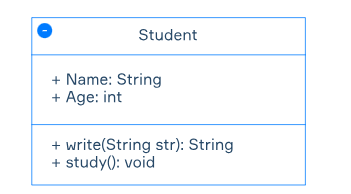 Student
+ Name: String
+ Age: int
+ write(String str): String
+ study(): void